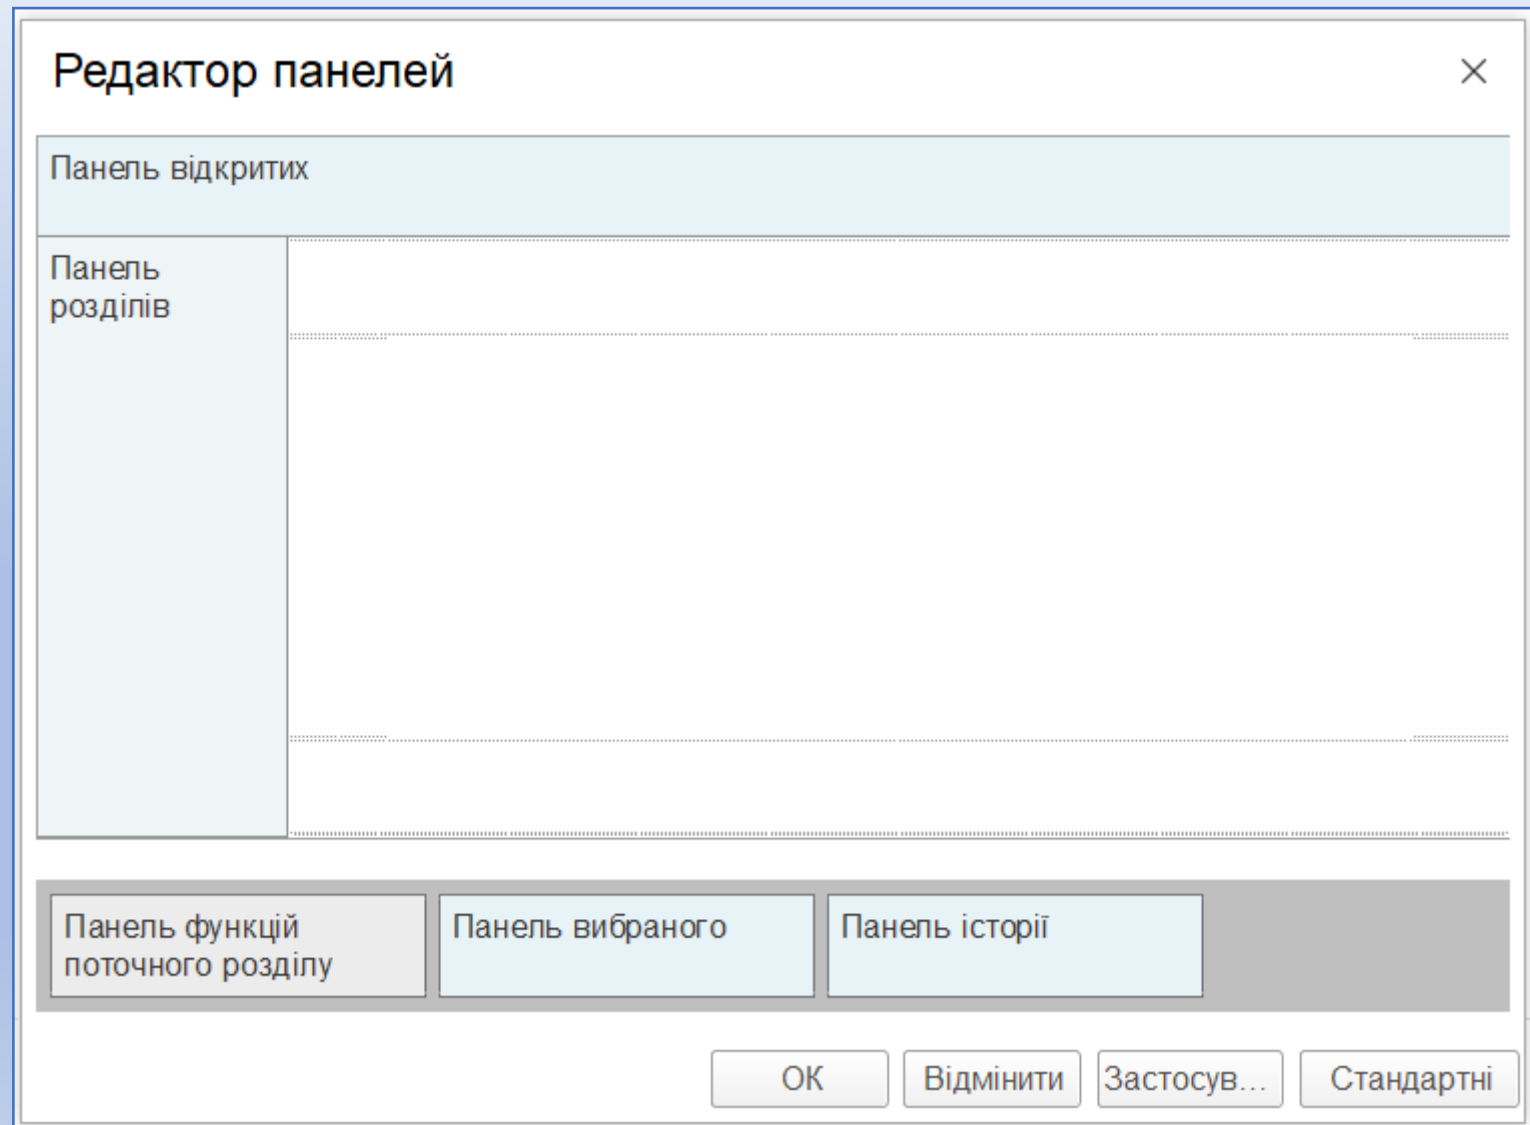 Редактор панелей
Панель відкритих
Панель
розділів
Панель функцій
поточного розділу
Панель вибраного
Панель історії
ОК
Відмінити
Застосув...
Стандартні